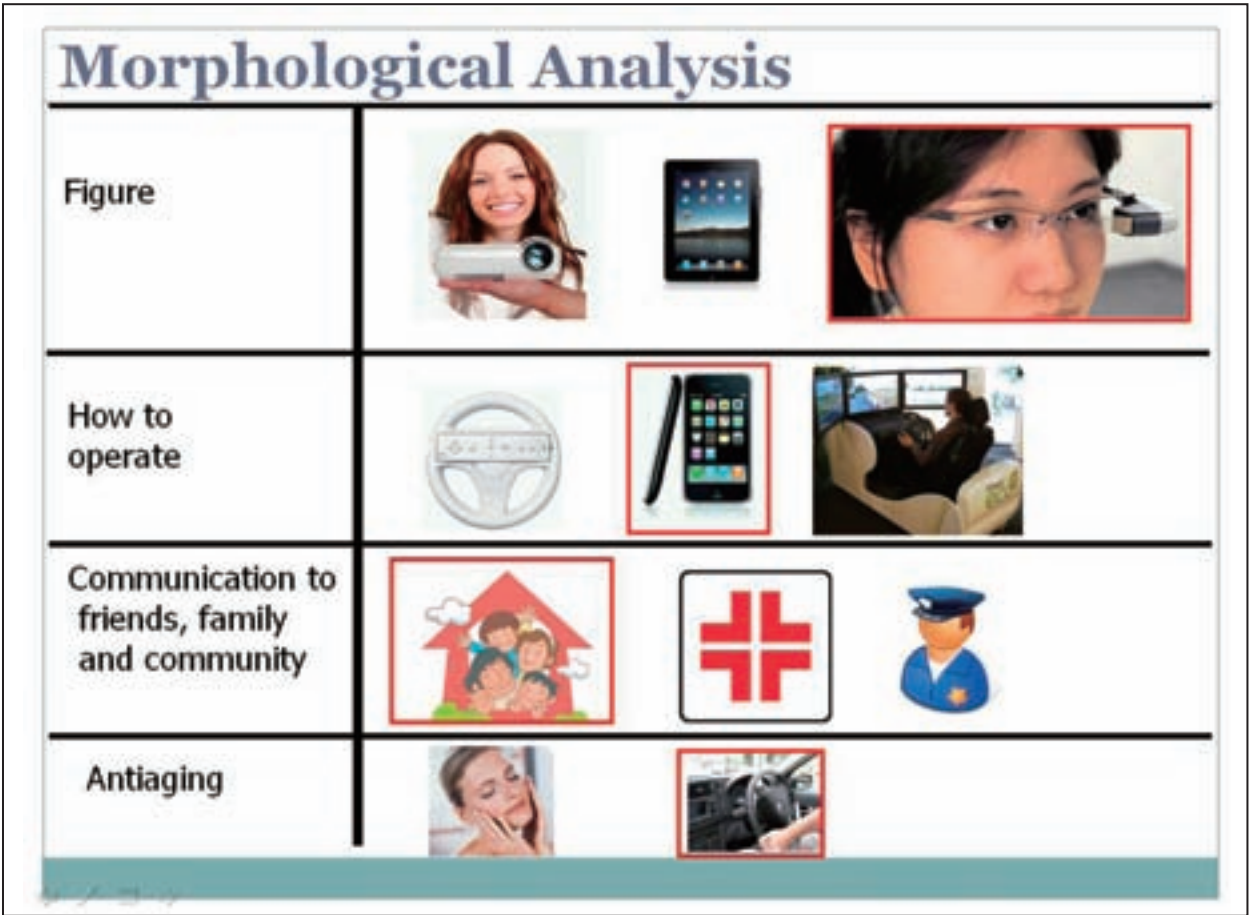 Morphological Analysis
Figure
How to
operate
Communication to
friends, family
and community
Antiaging